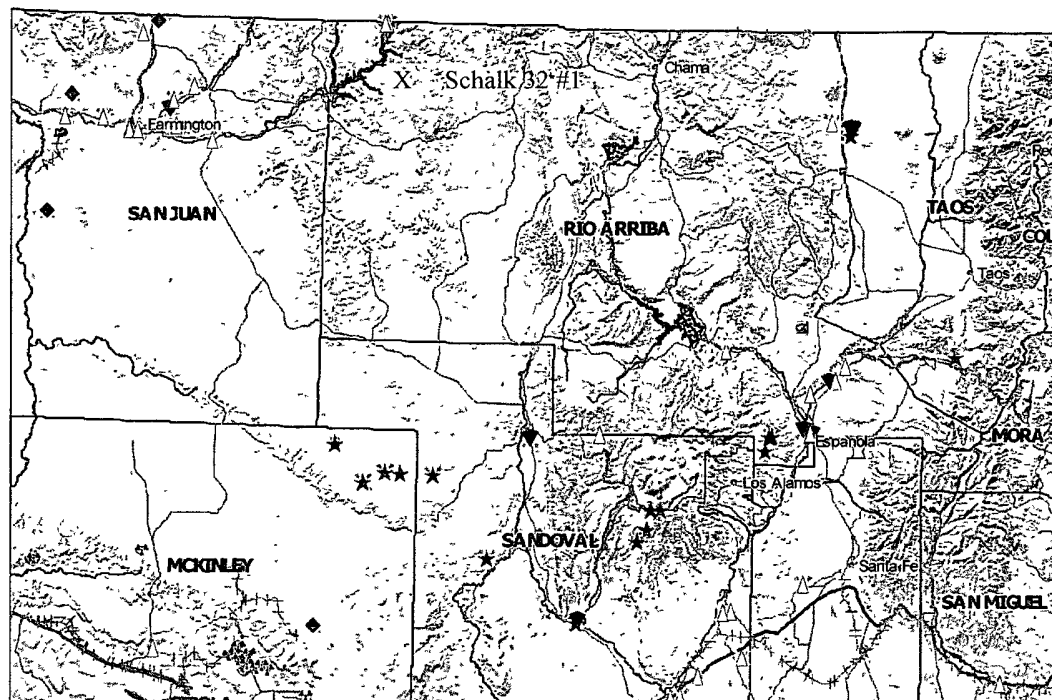 Chama
X Schalk 32 #1
Farmington
SAN JUAN
TAOS
RIO ARRIBA
Taos
MORA
Española
Los Alamos
SANDOVAL
MCKINLEY
Santa Fe
SAN MIGUEL